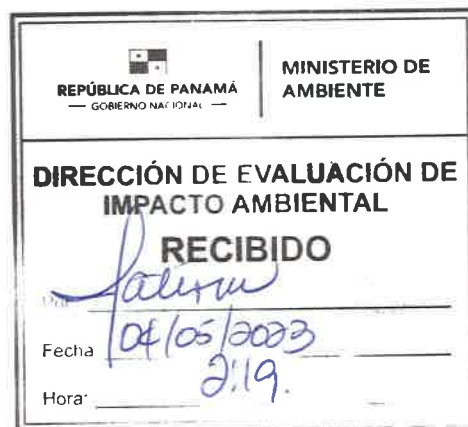 REPÚBLICA DE PANAMÁ
— GOBIERNO NACIONAL —
MINISTERIO DE
AMBIENTE
DIRECCIÓN DE EVALUACIÓN DE
IMPACTO AMBIENTAL
RECIBIDO
Fecha 04/05/2023
Hora: 2:19.